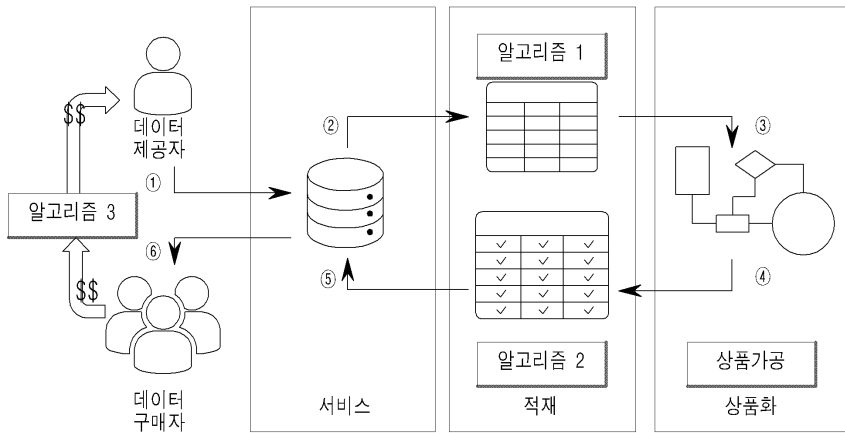 알고리즘 1
$$
데이터
제공자
①
②
③
알고리즘 3
⑥
⑤
④
$$
알고리즘 2
상품가공
데이터
구매자
서비스
적재
상품화